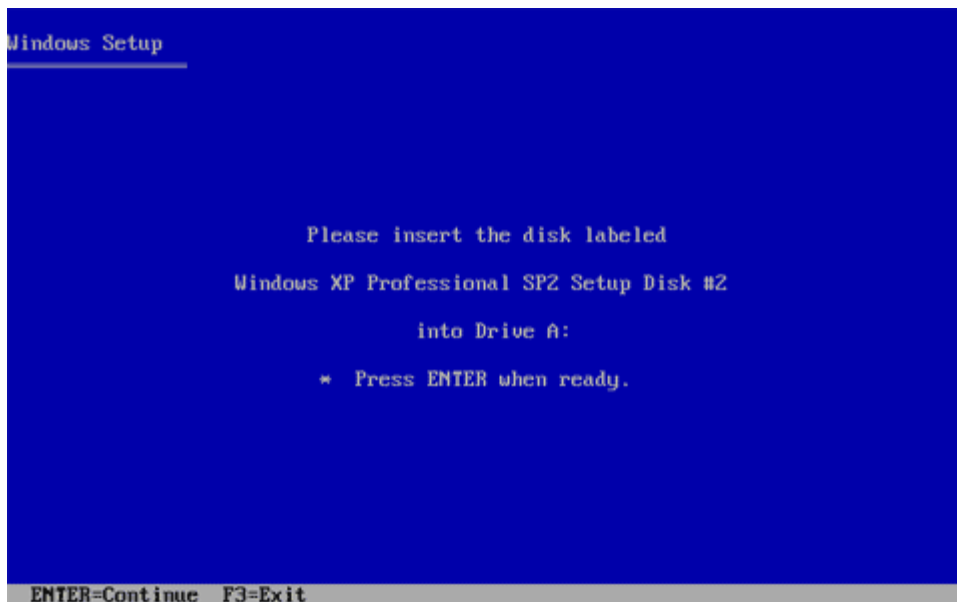 Windows Setup
Please insert the disk labeled
Windows XP Professional SP2 Setup Disk #2
into Drive A:
* Press ENTER when ready.
ENTER=Continue F3=Exit